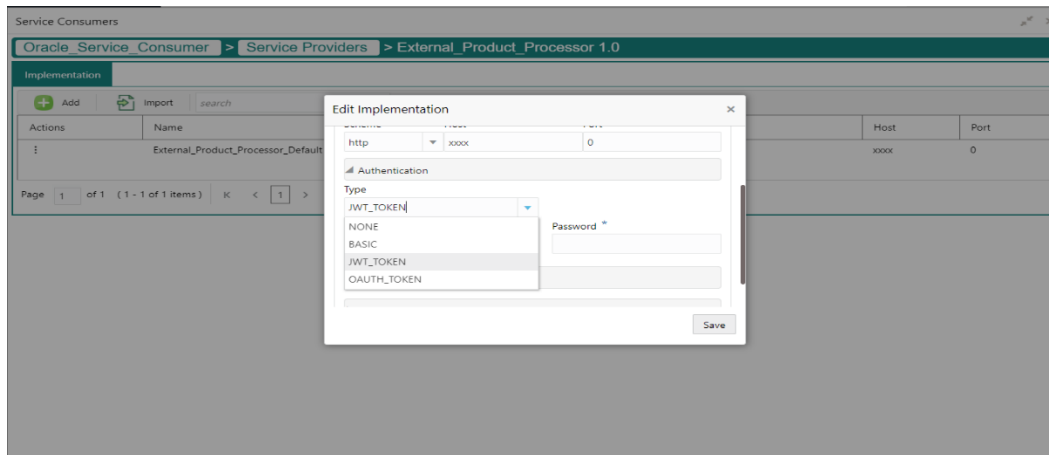 Service Consumers
Oracle_Service_Consumer > Service Providers > External_Product_Processor 1.0
Implementation
Add Import search
Actions Name Host Port
External_Product_Processor_Default xxxx 0
Page 1 of 1 (1 - 1 of 1 items) K < 1 >
Edit Implementation ×
http xxxx 0
Authentication
Type
JWT_TOKEN
NONE
BASIC
JWT_TOKEN
OAUTH_TOKEN
Password *
Save